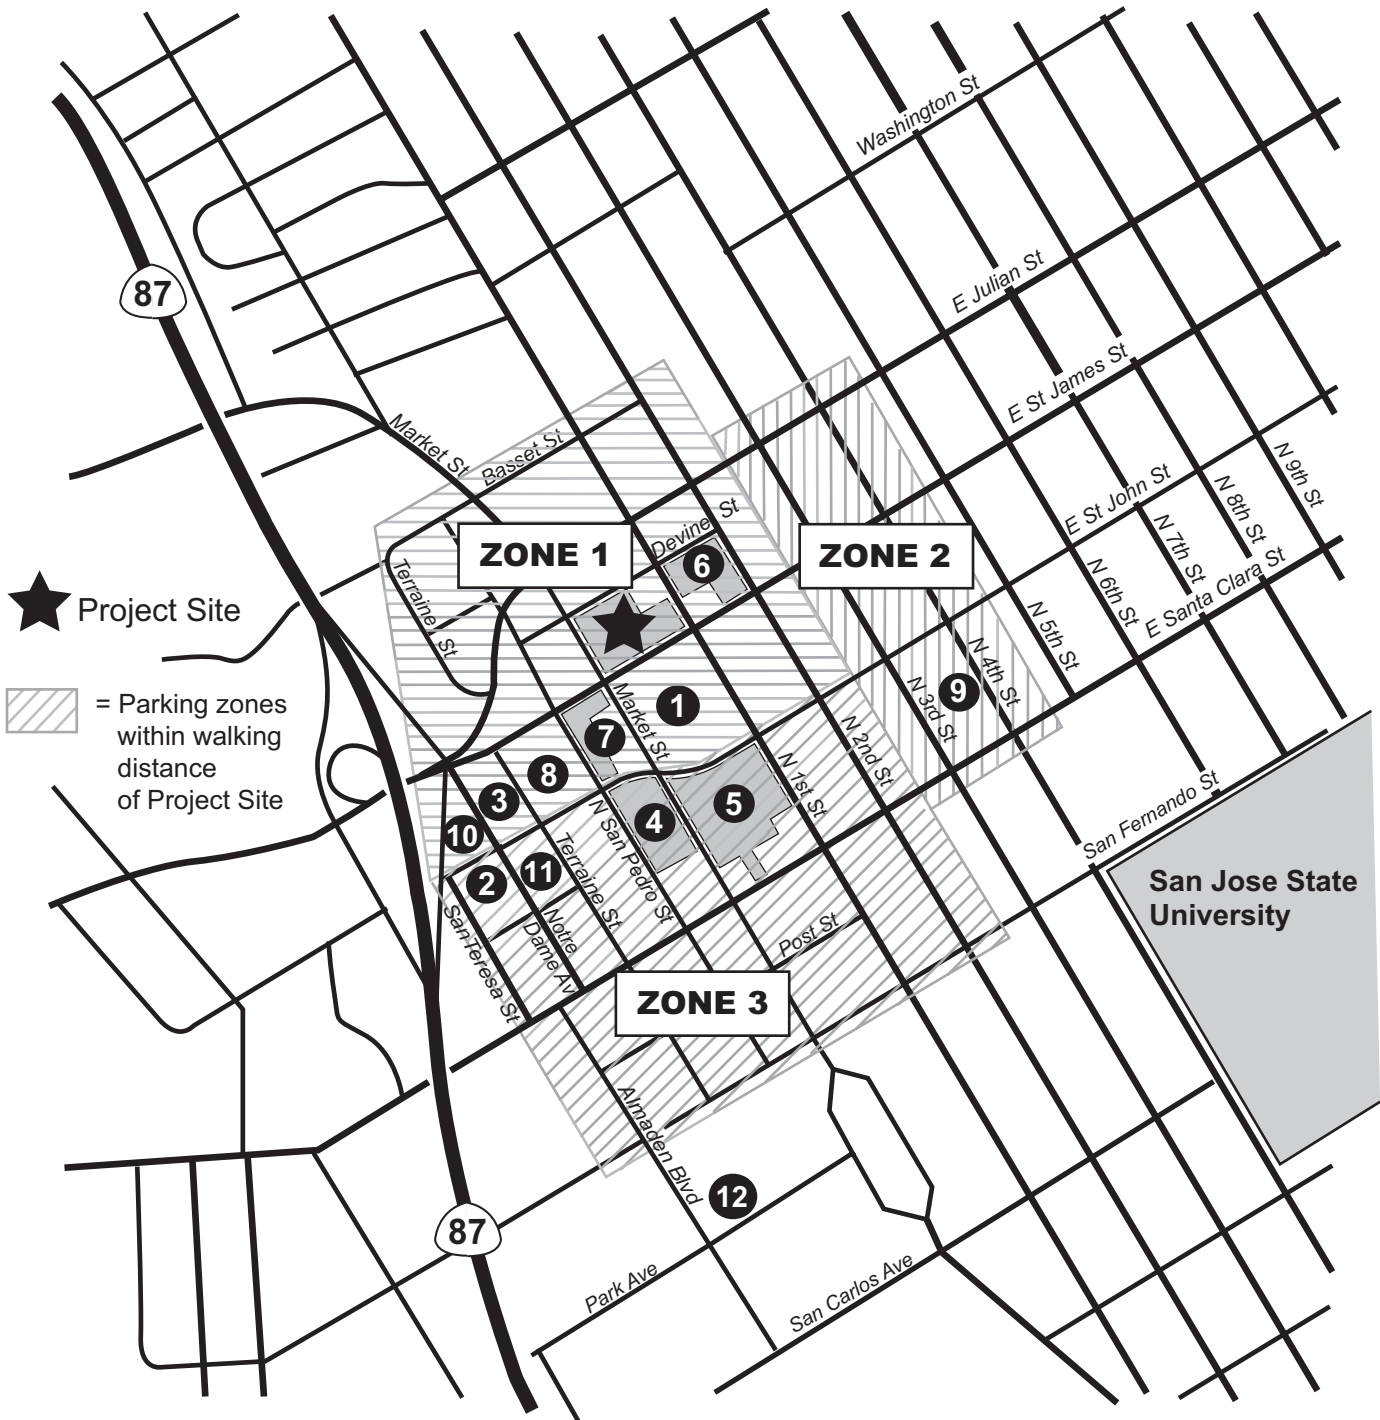 Washington St
87
E Julian St
E St James St
Market St
Basset St
N 9th St
E St John St
N 8th St
Devine St
ZONE 1
ZONE 2
6
N 7th St
Terraine St
N 6th St
E Santa Clara St
Project Site
N 5th St
N 4th St
9
N 3rd St
= Parking zones
within walking
distance
of Project Site
Market St
1
7
N 2nd St
8
N 1st St
3
5
4
N San Pedro St
10
Terraine St
San Fernando St
11
2
San Jose State
University
Notre
Dame Av
San Teresa St
Post St
ZONE 3
Almaden Blvd
12
87
Park Ave
San Carlos Ave